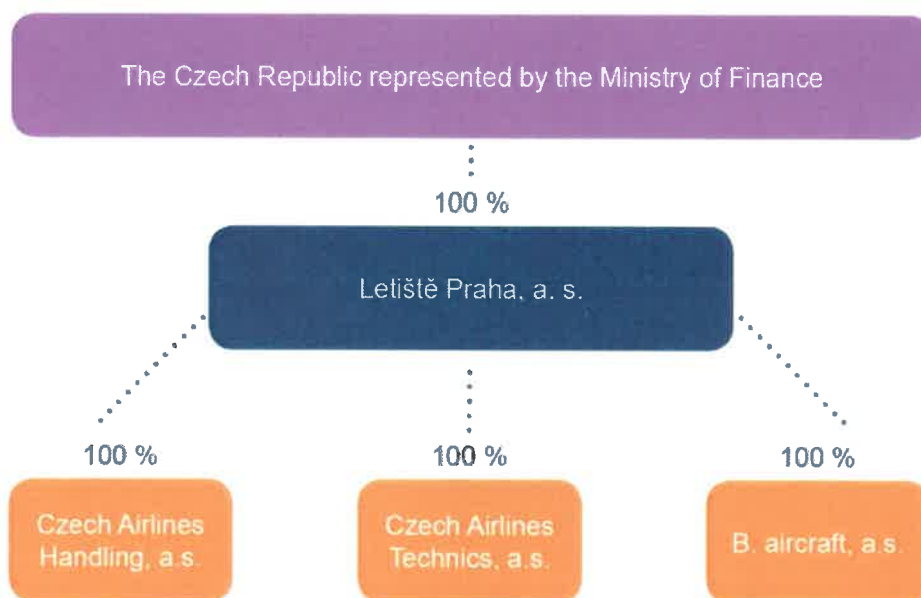 The Czech Republic represented by the Ministry of Finance
100 %
Letiště Praha, a. s.
100 %
100 %
100 %
Czech Airlines
Handling, a.s.
Czech Airlines
Technics, a.s.
B. aircraft, a.s.